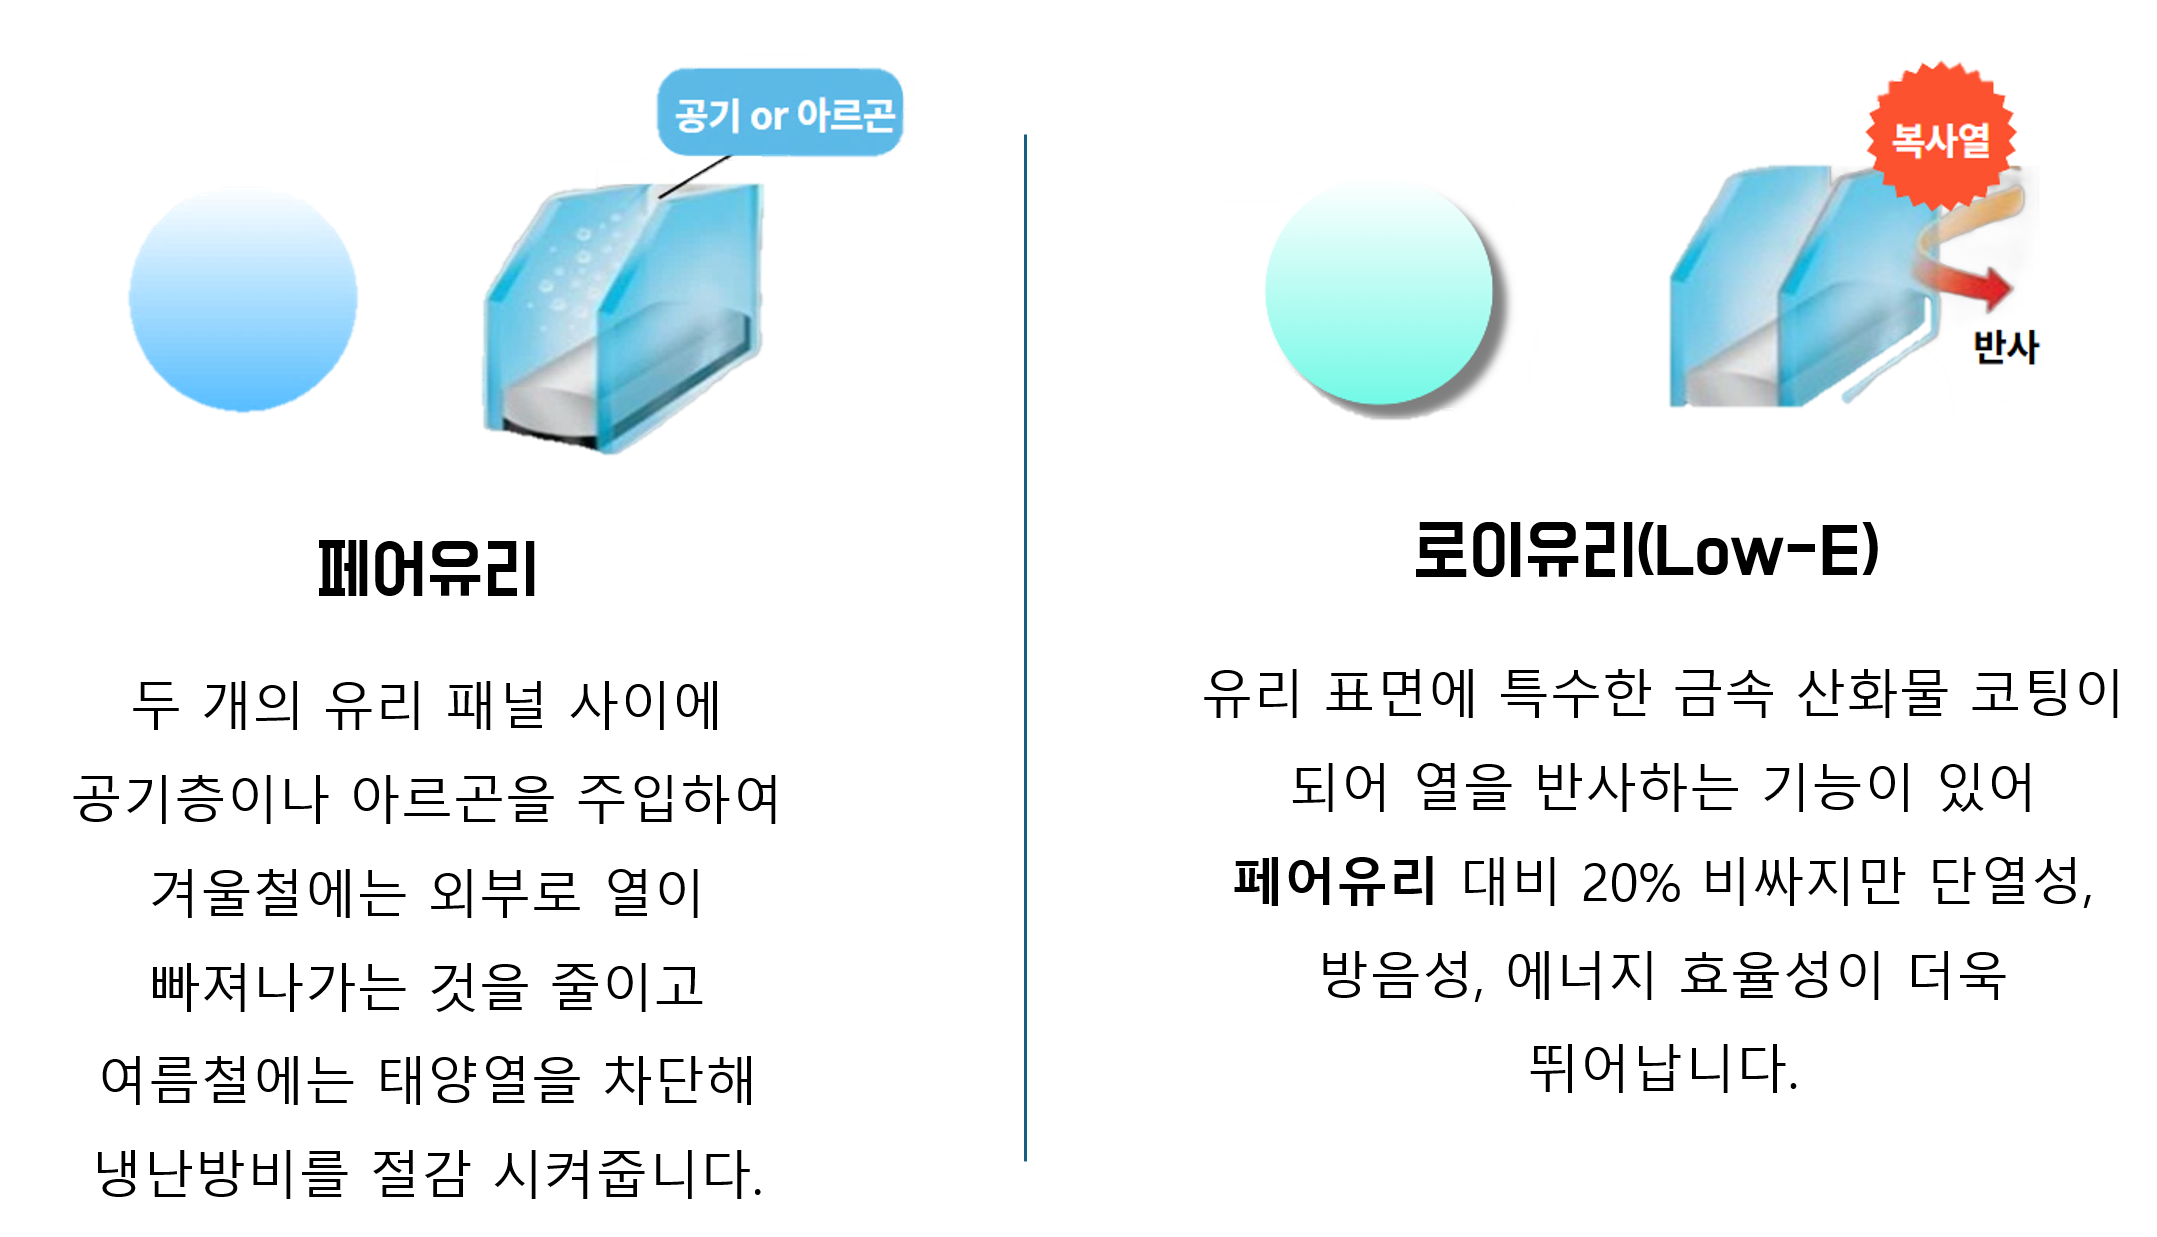 공기 or 아르곤
페어유리
두 개의 유리 패널 사이에
공기층이나 아르곤을 주입하여
겨울철에는 외부로 열이
빠져나가는 것을 줄이고
여름철에는 태양열을 차단해
냉난방비를 절감 시켜줍니다.
복사열
반사
로이유리(Low-E)
유리 표면에 특수한 금속 산화물 코팅이
되어 열을 반사하는 기능이 있어
페어유리 대비 20% 비싸지만 단열성,
방음성, 에너지 효율성이 더욱
뛰어납니다.